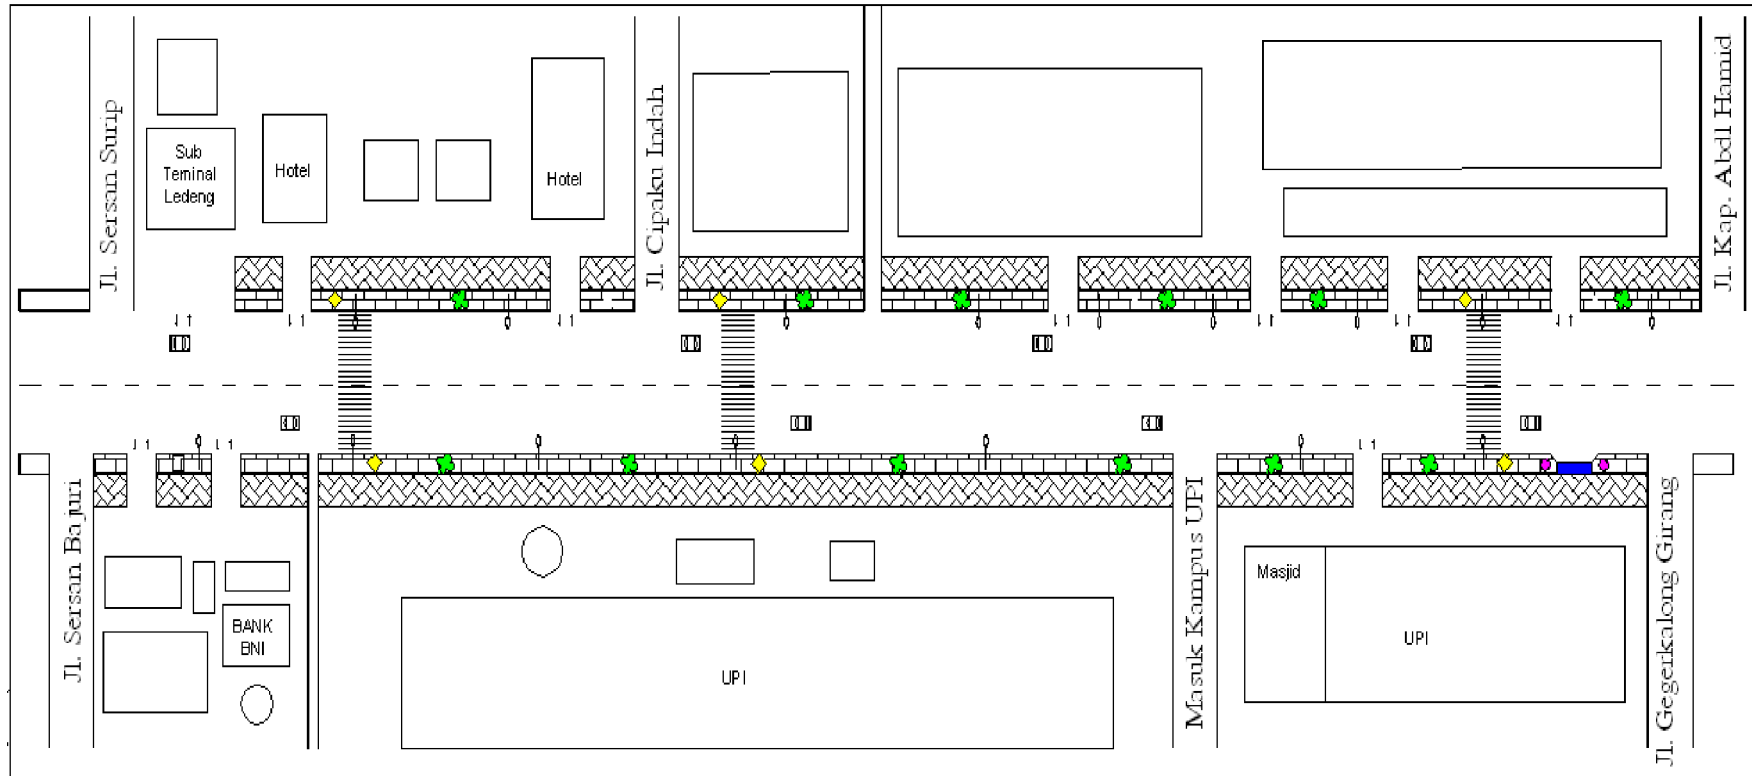 Jl. Sersan Surip
Sub
Teminal
Ledeng
Hotel
Hotel
Jl. Cipaku Indah
Jl. Kap. Abdl Hamid
Jl. Sersan Bajuri
BANK
BNI
UPI
Masuk Kampus UPI
Masjid
UPI
Jl. Gegerkalong Girang